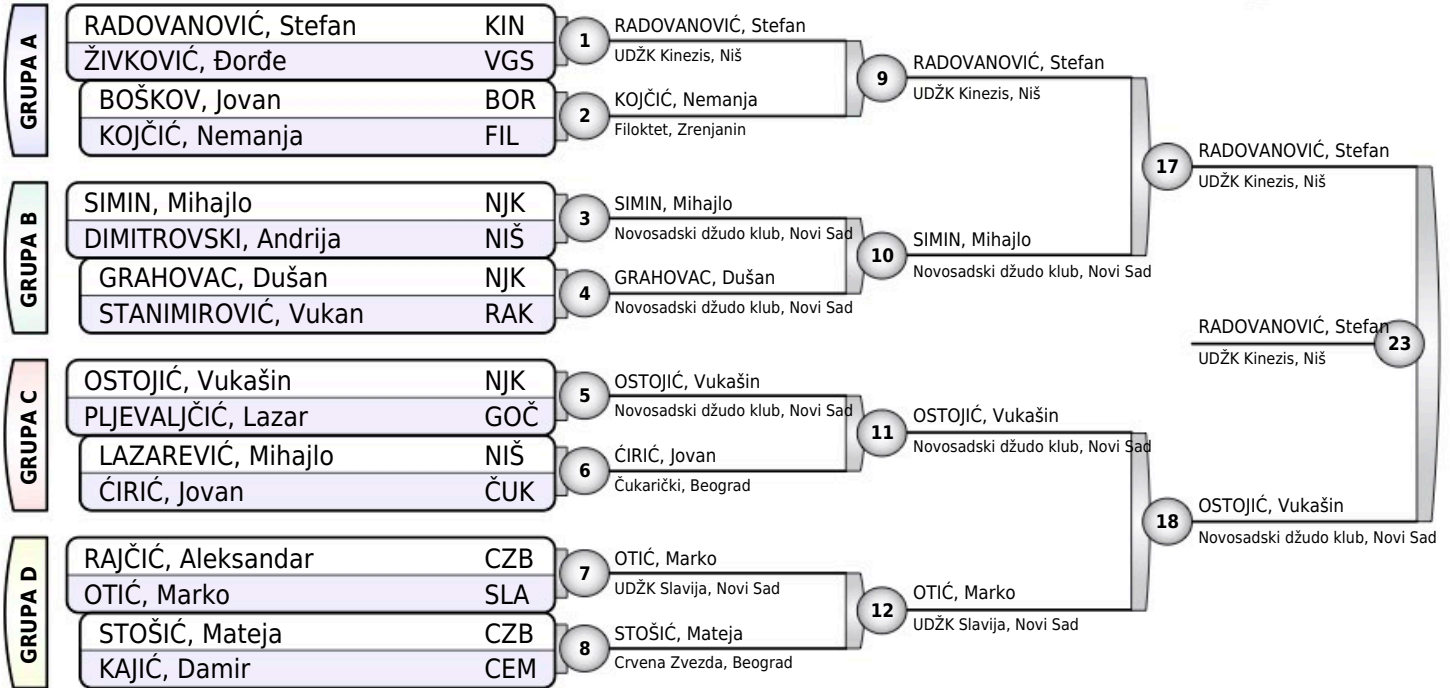 GRUPA A
RADOVANOVIĆ, Stefan KIN
ŽIVKOVIĆ, Đorđe VGS
BOŠKOV, Jovan BOR
KOJČIĆ, Nemanja FIL
GRUPA B
SIMIN, Mihajlo NJK
DIMITROVSKI, Andrija NIŠ
GRAHOVAC, Dušan NJK
STANIMIROVIĆ, Vukan RAK
GRUPA C
OSTOJIĆ, Vukašin NJK
PLJEVALJČIĆ, Lazar GOČ
LAZAREVIĆ, Mihajlo NIŠ
ĆIRIĆ, Jovan ČUK
GRUPA D
RAJČIĆ, Aleksandar CZB
OTIĆ, Marko SLA
STOŠIĆ, Mateja CZB
KAJIĆ, Damir CEM
1
RADOVANOVIĆ, Stefan
UDŽK Kinezis, Niš
2
KOJČIĆ, Nemanja
Filoktet, Zrenjanin
3
SIMIN, Mihajlo
Novosadski džudo klub, Novi Sad
4
GRAHOVAC, Dušan
Novosadski džudo klub, Novi Sad
5
OSTOJIĆ, Vukašin
Novosadski džudo klub, Novi Sad
6
ĆIRIĆ, Jovan
Čukarički, Beograd
7
OTIĆ, Marko
UDŽK Slavija, Novi Sad
8
STOŠIĆ, Mateja
Crvena Zvezda, Beograd
9
RADOVANOVIĆ, Stefan
UDŽK Kinezis, Niš
10
SIMIN, Mihajlo
Novosadski džudo klub, Novi Sad
11
OSTOJIĆ, Vukašin
Novosadski džudo klub, Novi Sad
12
OTIĆ, Marko
UDŽK Slavija, Novi Sad
17
RADOVANOVIĆ, Stefan
UDŽK Kinezis, Niš
18
OSTOJIĆ, Vukašin
Novosadski džudo klub, Novi Sad
RADOVANOVIĆ, Stefan
23
UDŽK Kinezis, Niš